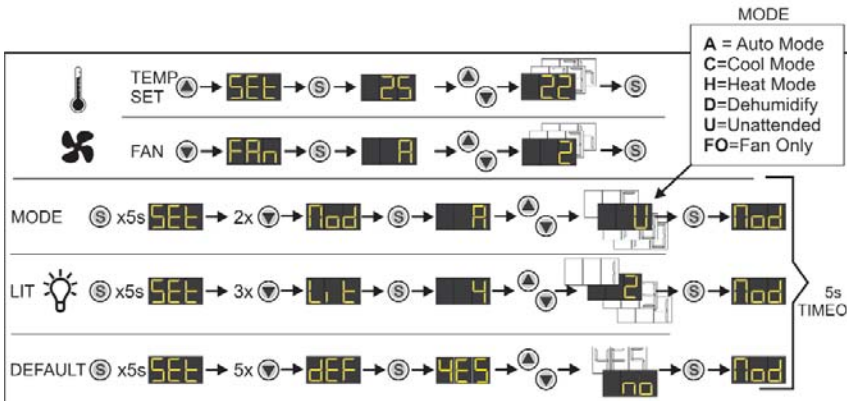 MODE
A = Auto Mode
C=Cool Mode
H=Heat Mode
D=Dehumidify
U=Unattended
FO=Fan Only
TEMP SET SEt S 25 22 S
FAN FAn S A 2 S
MODE S x5s SEt 2x Mod S A U S Mod
LIT S x5s SEt 3x Lit S 4 2 S Mod
DEFAULT S x5s SEt 5x dEF S YES YES no S Mod
5s
TIMEO